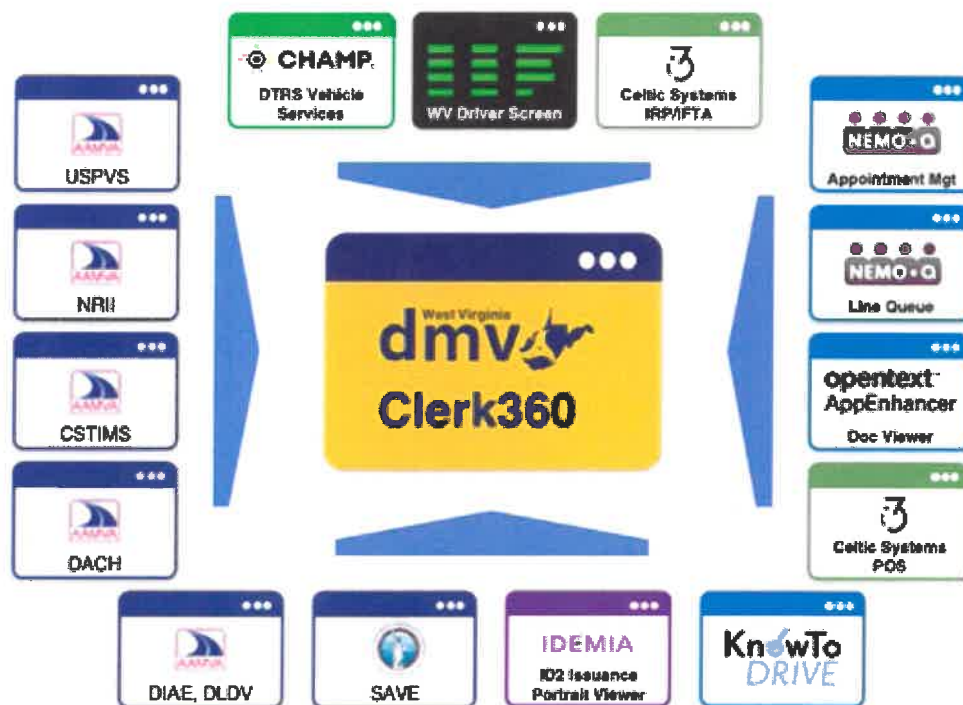 CHAMP
DTRS Vehicle
Services
WV Driver Screen
Celtic Systems
IRP/IFTA
AAMVA
USPVS
AAMVA
NRII
AAMVA
CSTIMS
AAMVA
DACH
West Virginia
dmv
Clerk360
NEMO-Q
Appointment Mgt
NEMO-Q
Line Queue
opentext™
AppEnhancer
Doc Viewer
Celtic Systems
POS
AAMVA
DIAE, DLDV
SAVE
IDEMIA
ID2 Issuance
Portrait Viewer
KnowTo
DRIVE